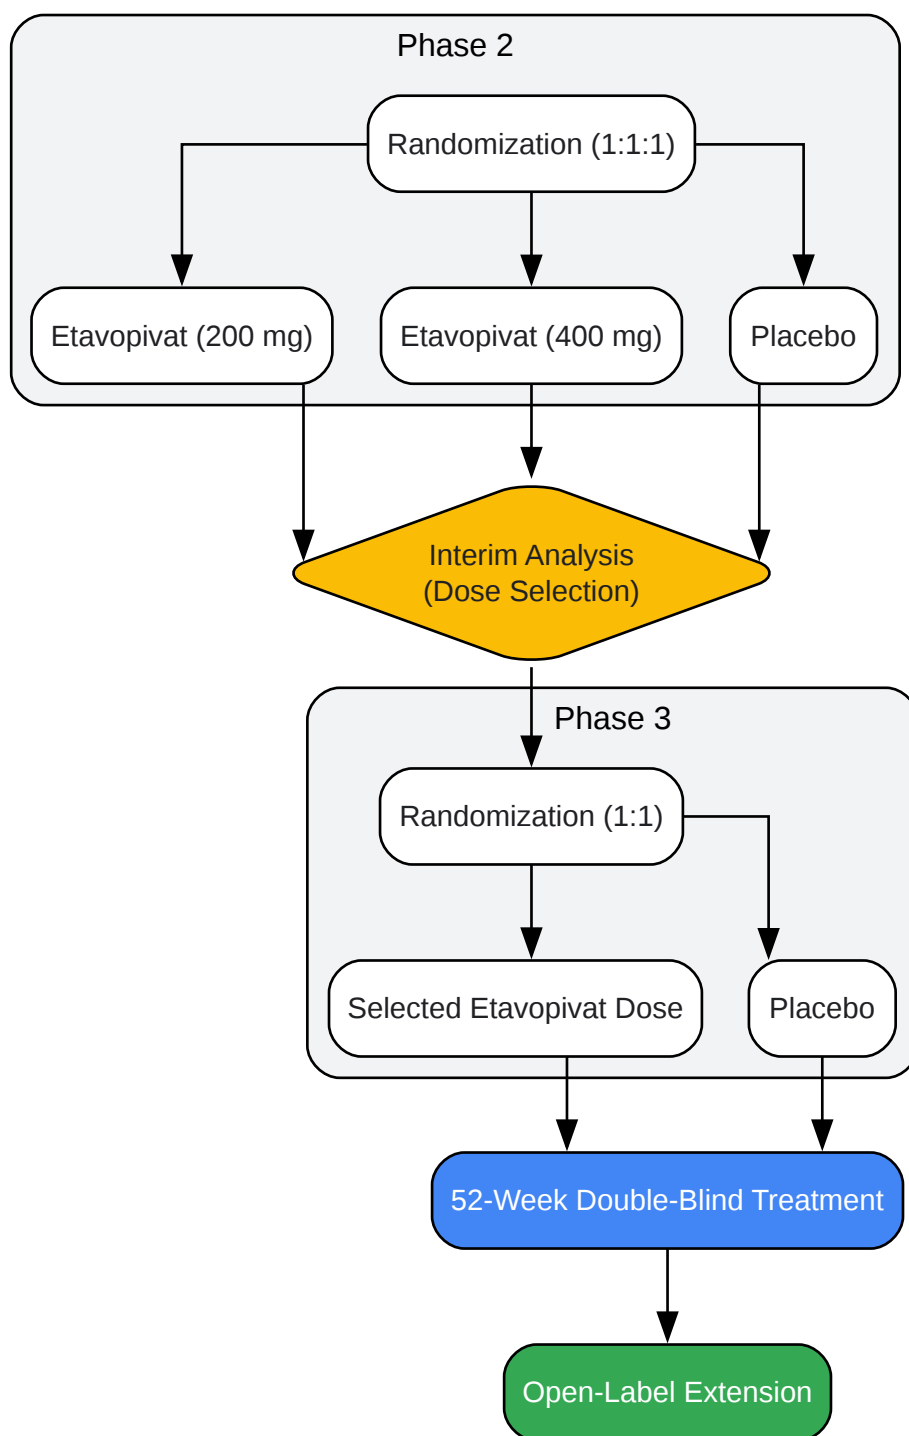 Phase 2
Randomization (1:1:1)
Etavopivat (200 mg)
Etavopivat (400 mg)
Placebo
Interim Analysis
(Dose Selection)
Phase 3
Randomization (1:1)
Selected Etavopivat Dose
Placebo
52-Week Double-Blind Treatment
Open-Label Extension